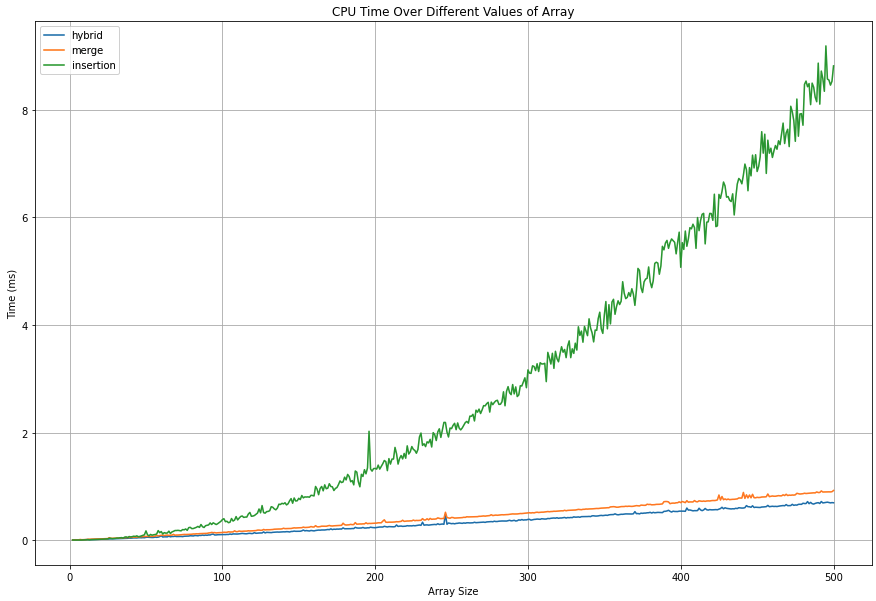 CPU Time Over Different Values of Array
hybrid
merge
insertion
8
6
4
2
0
Time (ms)
0 100 200 300 400 500
Array Size